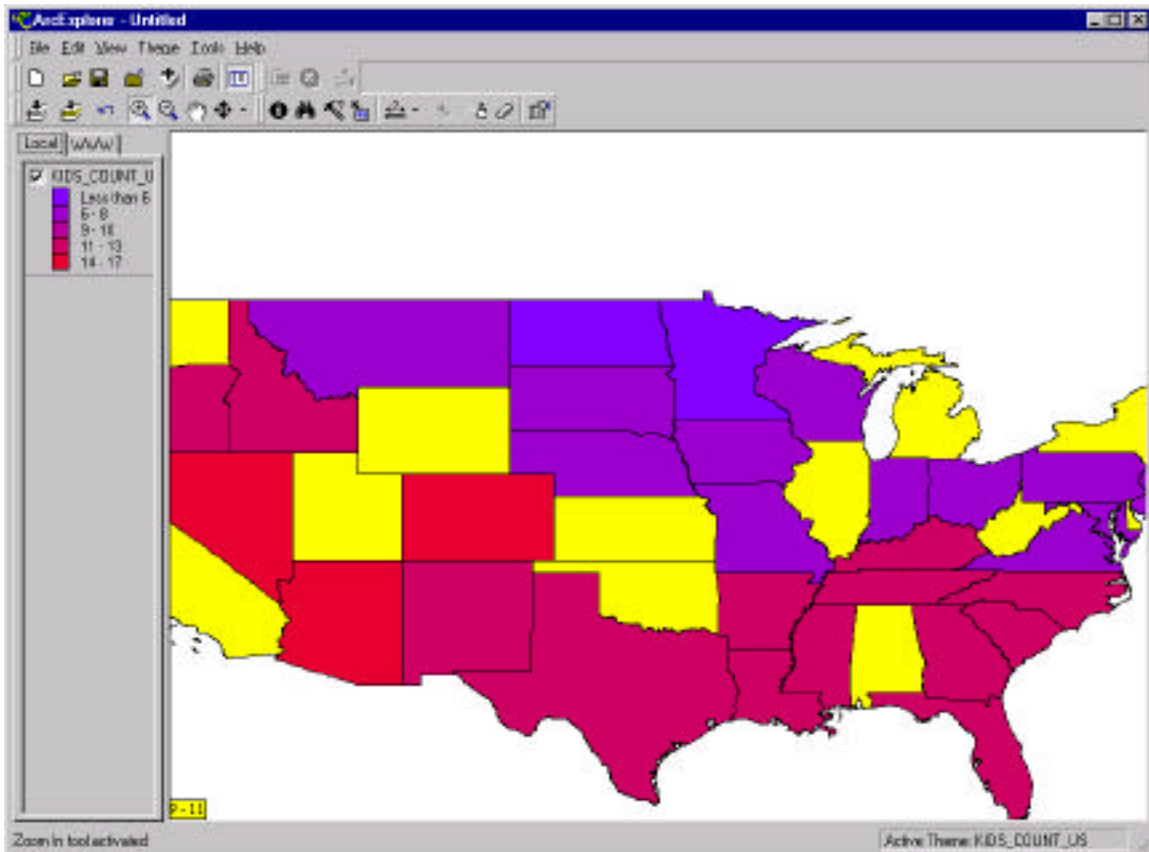 ArcExplorer - Untitled
File Edit View Theme Tools Help
Local WWW
KIDS_COUNT_U
Less than 6
6 - 8
9 - 10
11 - 13
14 - 17
9 - 11
Zoom In tool activated
Active Theme: KIDS_COUNT_US